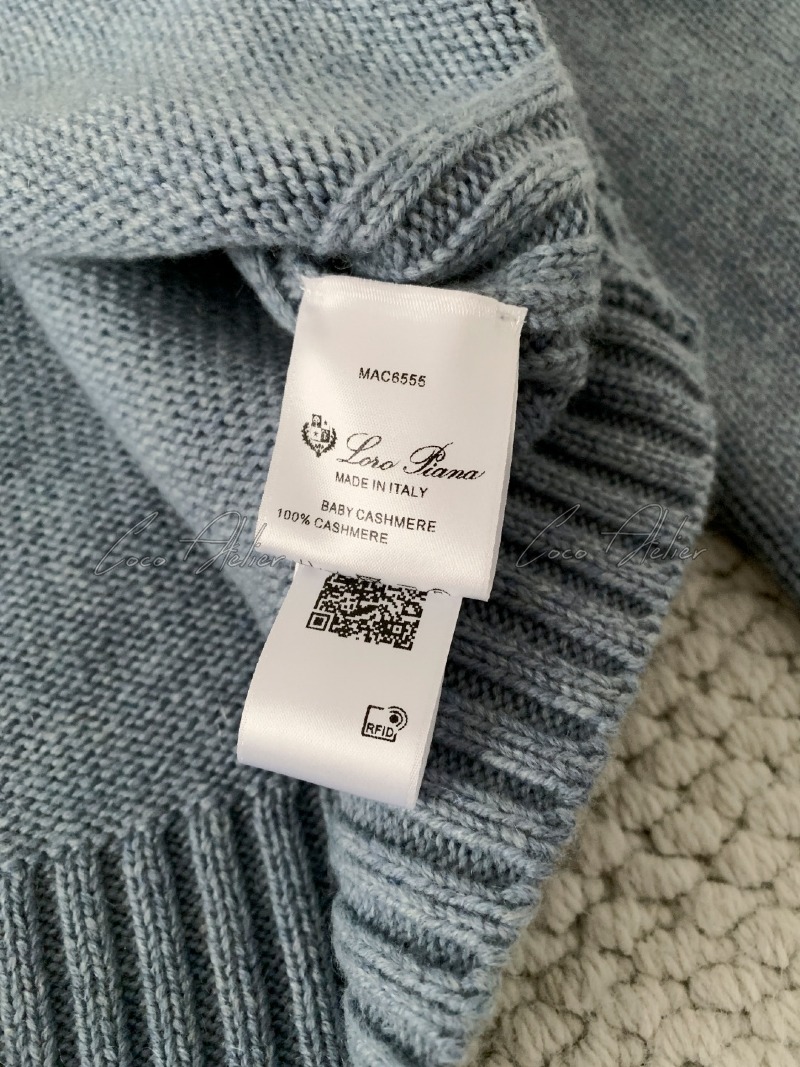 MAC6555
Loro Piana
MADE IN ITALY
BABY CASHMERE
100% CASHMERE
Coco Atelier
Coco Atelier
RFID